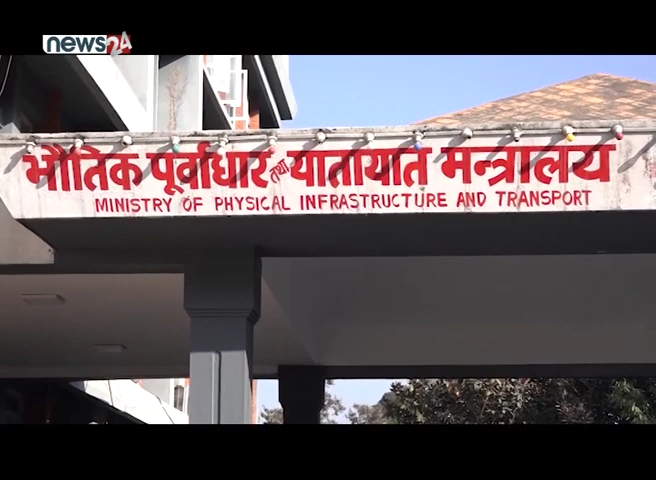 news24
भौतिक पूर्वाधार तथा यातायात मन्त्रालय
MINISTRY OF PHYSICAL INFRASTRUCTURE AND TRANSPORT